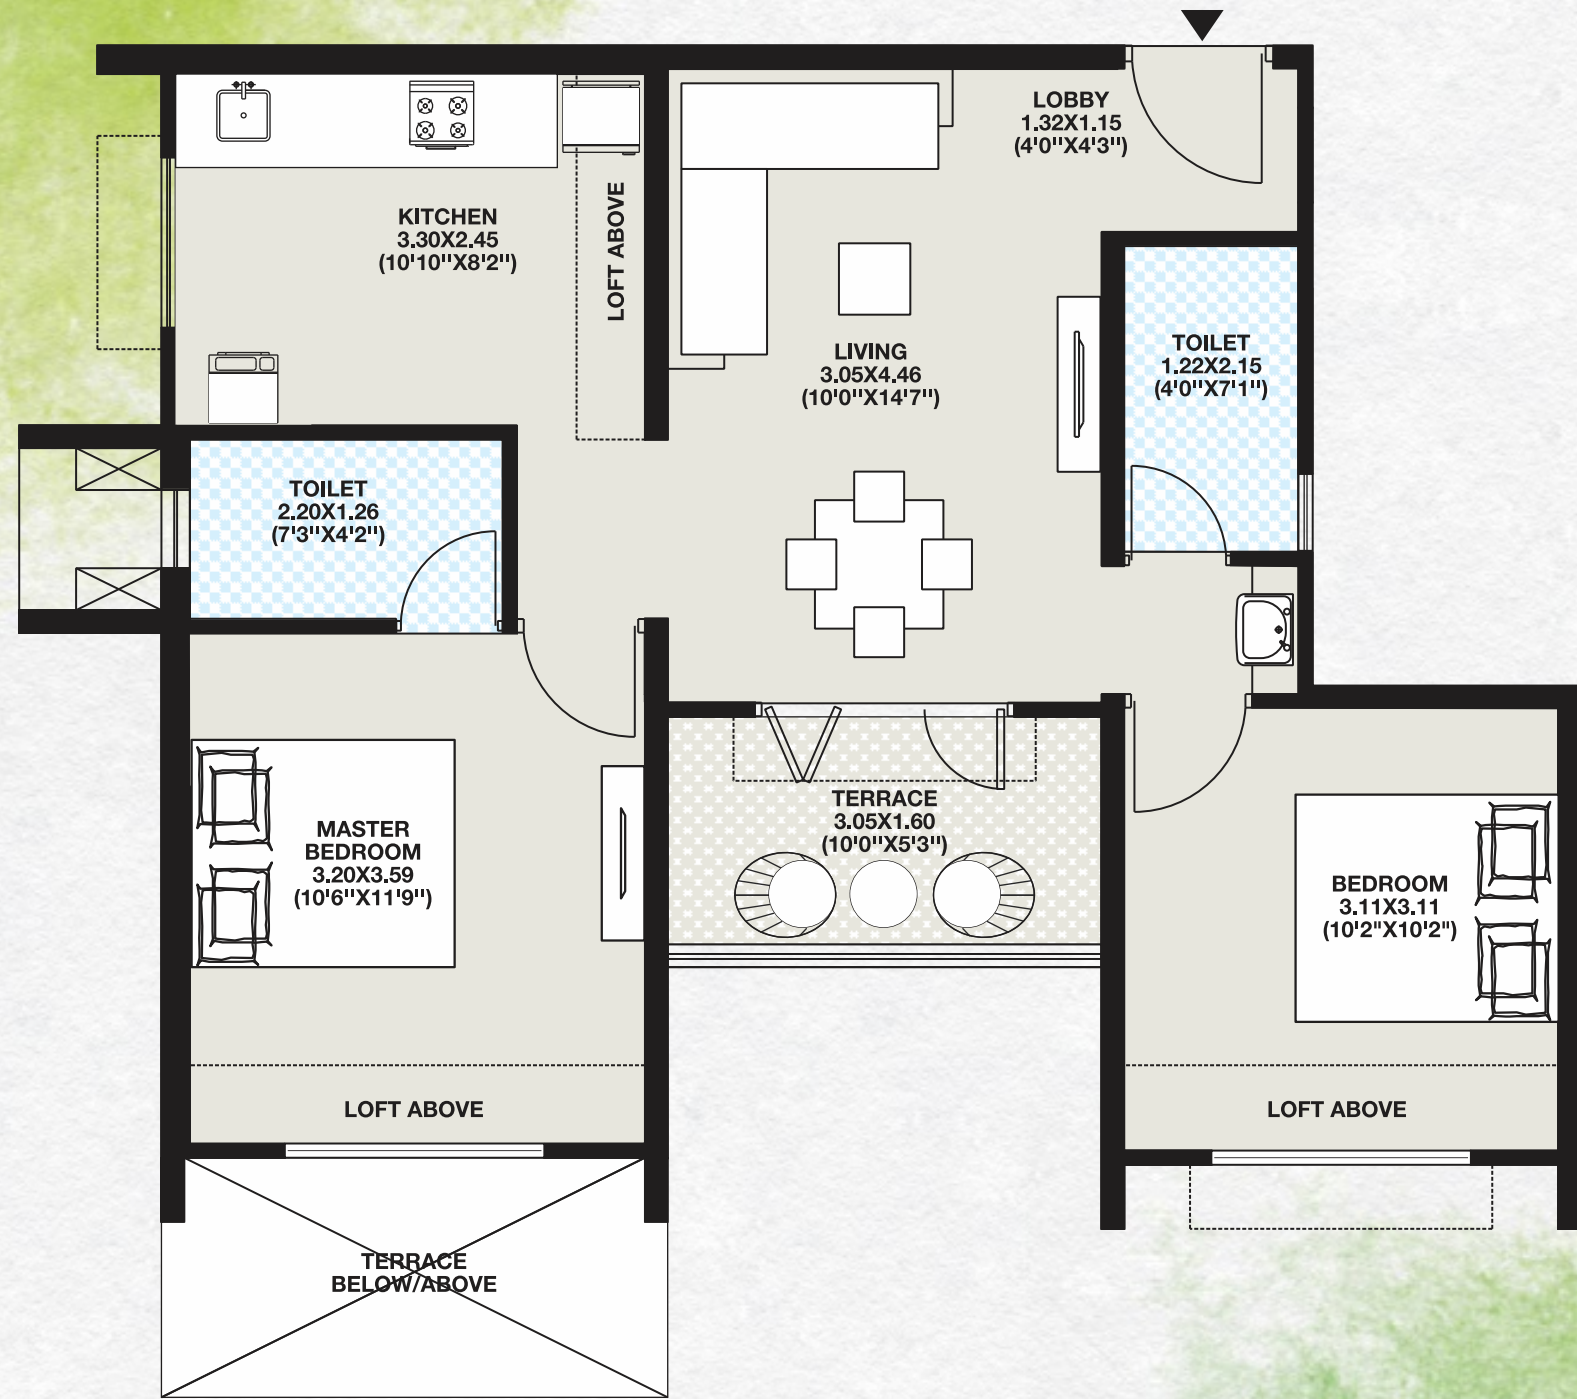 LOBBY
1.32X1.15
(4'0"X4'3")
KITCHEN
3.30X2.45
(10'10"X8'2")
LOFT ABOVE
LIVING
3.05X4.46
(10'0"X14'7")
TOILET
1.22X2.15
(4'0"X7'1")
TOILET
2.20X1.26
(7'3"X4'2")
TERRACE
3.05X1.60
(10'0"X5'3")
MASTER
BEDROOM
3.20X3.59
(10'6"X11'9")
BEDROOM
3.11X3.11
(10'2"X10'2")
LOFT ABOVE
LOFT ABOVE
TERRACE
BELOW/ABOVE